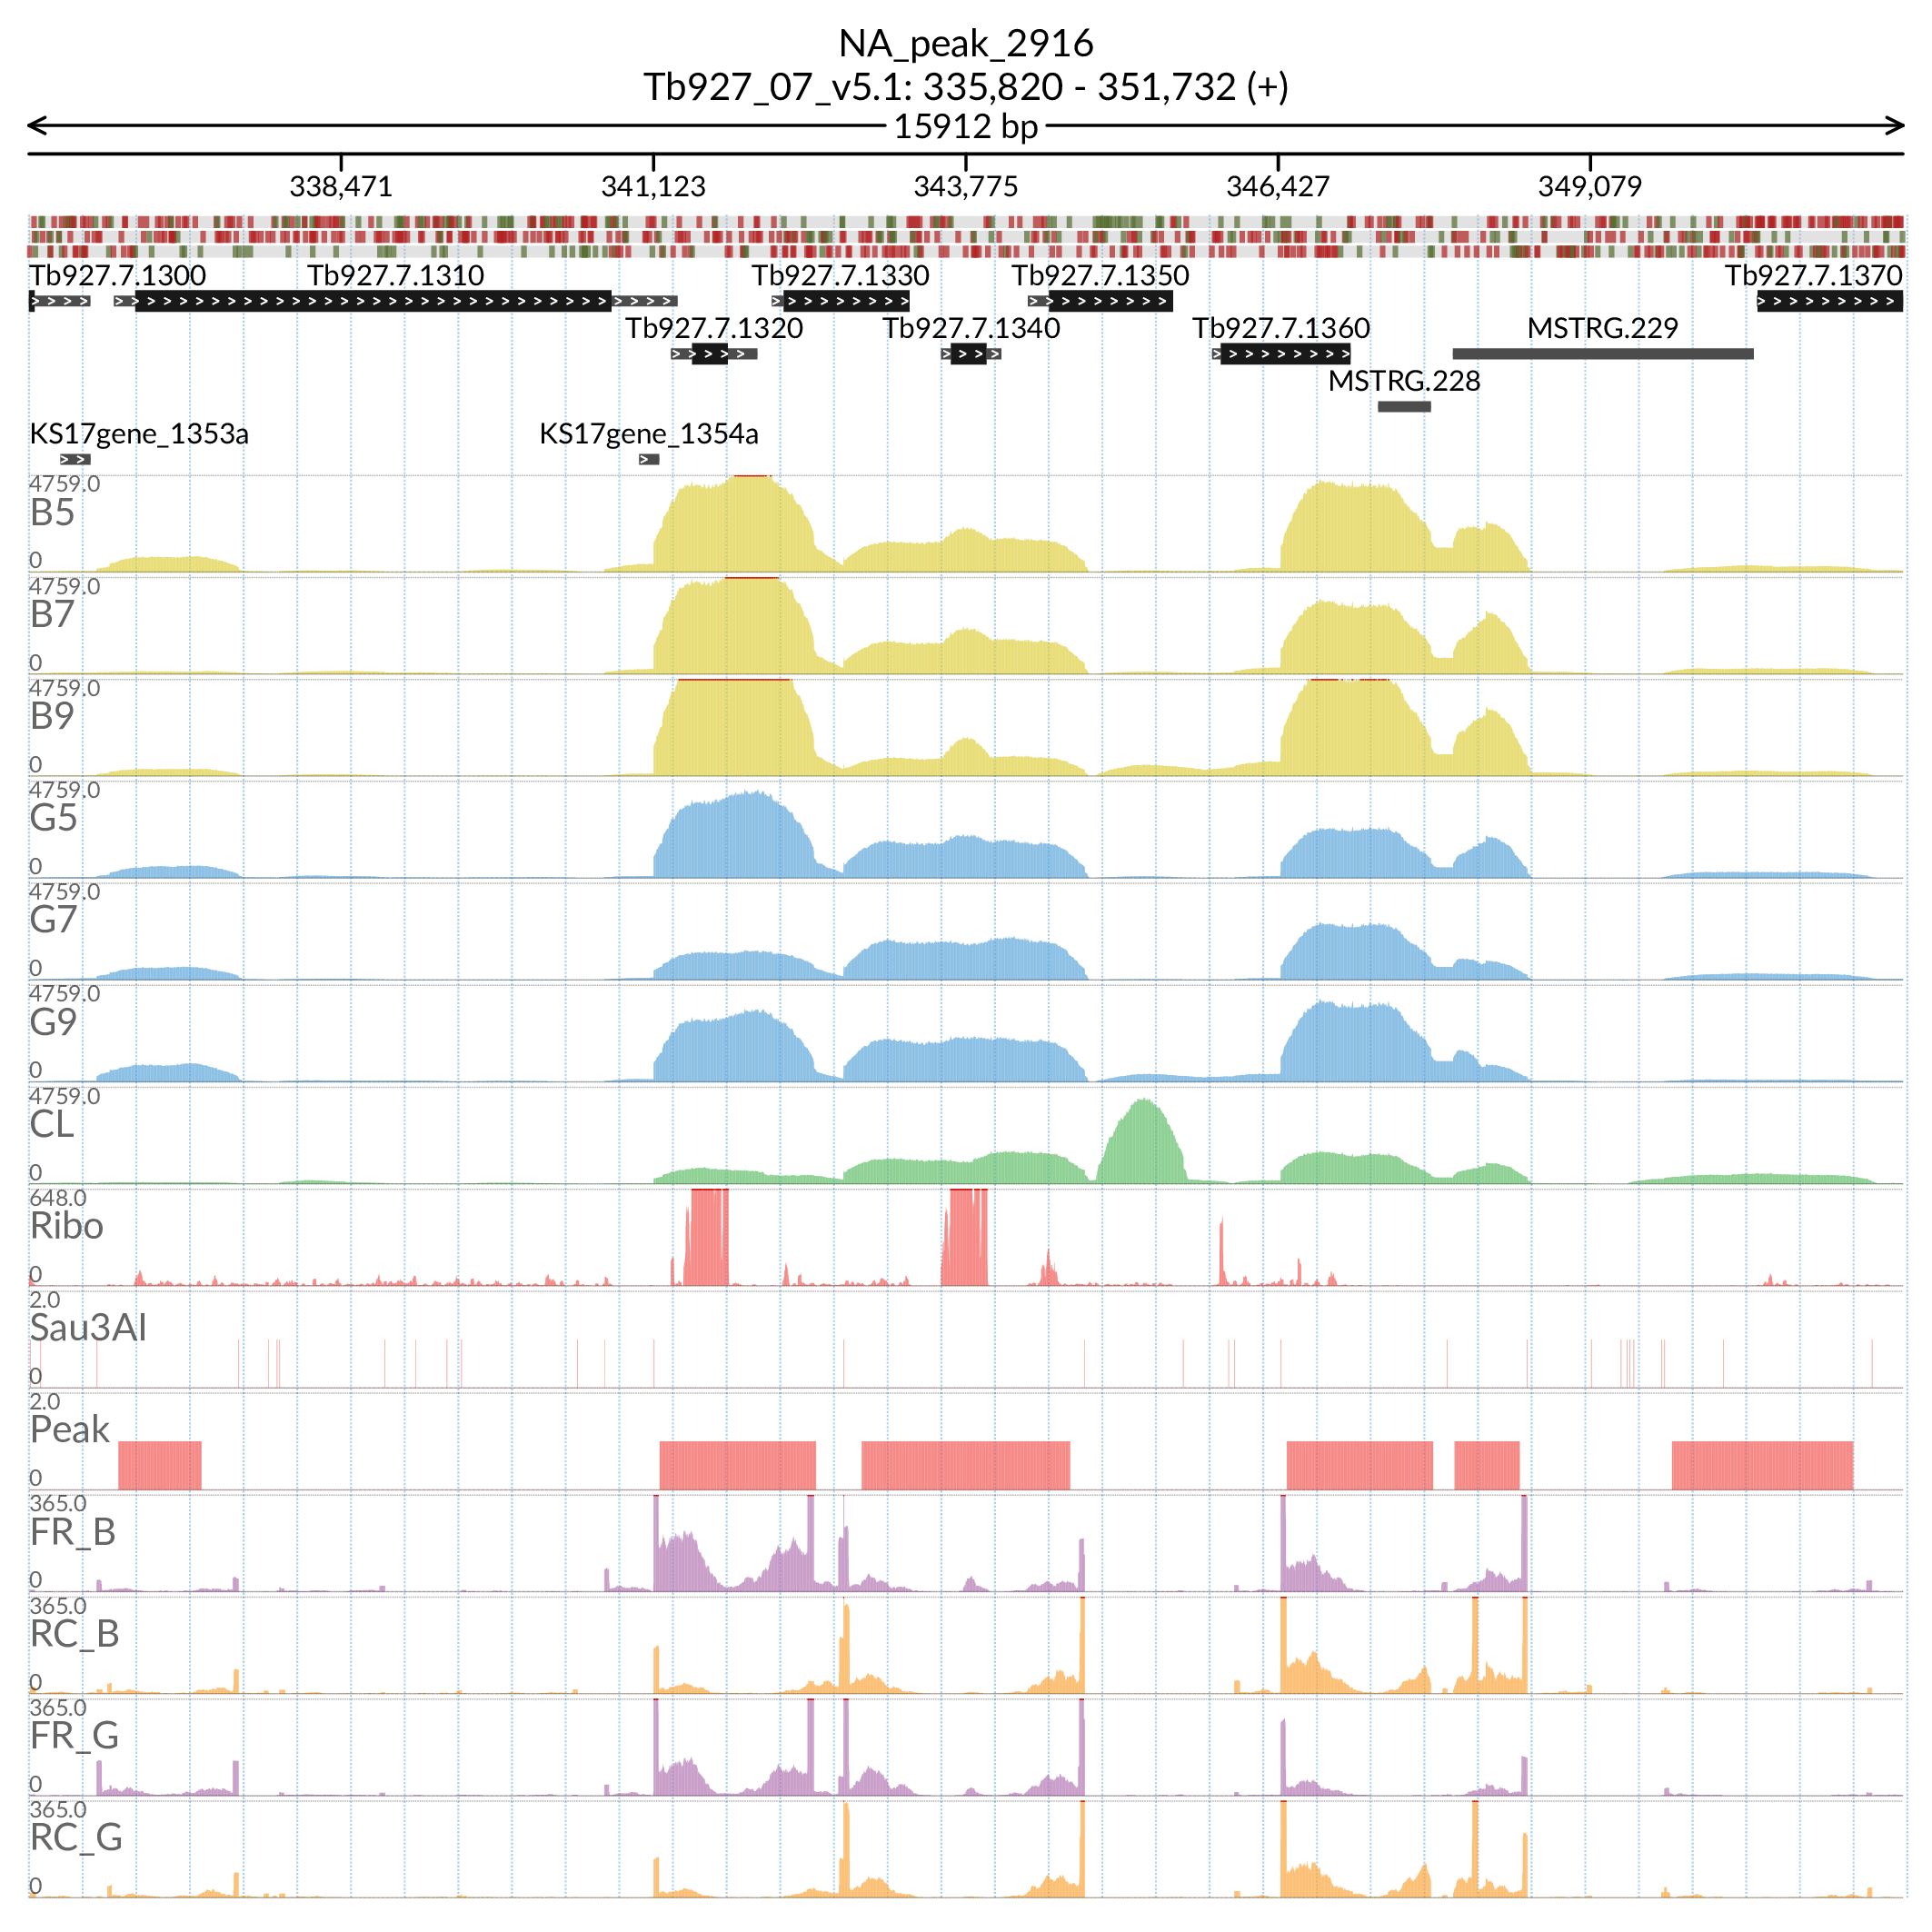 NA_peak_2916
Tb927_07_v5.1: 335,820 - 351,732 (+)
15912 bp
338,471 341,123 343,775 346,427 349,079
Tb927.7.1300 Tb927.7.1310 Tb927.7.1330 Tb927.7.1350 Tb927.7.1370
Tb927.7.1320 Tb927.7.1340 Tb927.7.1360 MSTRG.229
MSTRG.228
KS17gene_1353a KS17gene_1354a
4759.0
B5
0
4759.0
B7
0
4759.0
B9
0
4759.0
G5
0
4759.0
G7
0
4759.0
G9
0
4759.0
CL
0
648.0
Ribo
0
2.0
Sau3AI
0
2.0
Peak
0
365.0
FR_B
0
365.0
RC_B
0
365.0
FR_G
0
365.0
RC_G
0